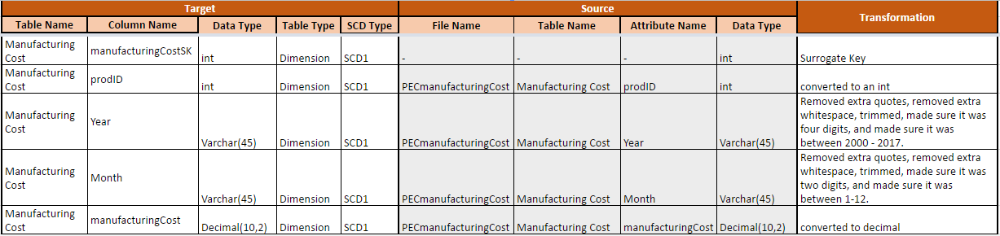 Target Source Transformation
Table Name Column Name Data Type Table Type SCD Type File Name Table Name Attribute Name Data Type
Manufacturing
Cost manufacturingCostSK int Dimension SCD1 - - - int Surrogate Key
Manufacturing
Cost prodID int Dimension SCD1 PECmanufacturingCost Manufacturing Cost prodID int converted to an int
Manufacturing
Cost Year Varchar(45) Dimension SCD1 PECmanufacturingCost Manufacturing Cost Year Varchar(45) Removed extra quotes, removed extra
whitespace, trimmed, made sure it was
four digits, and made sure it was
between 2000 - 2017.
Manufacturing
Cost Month Varchar(45) Dimension SCD1 PECmanufacturingCost Manufacturing Cost Month Varchar(45) Removed extra quotes, removed extra
whitespace, trimmed, made sure it was
two digits, and made sure it was
between 1-12.
Manufacturing
Cost manufacturingCost Decimal(10,2) Dimension SCD1 PECmanufacturingCost Manufacturing Cost manufacturingCost Decimal(10,2) converted to decimal